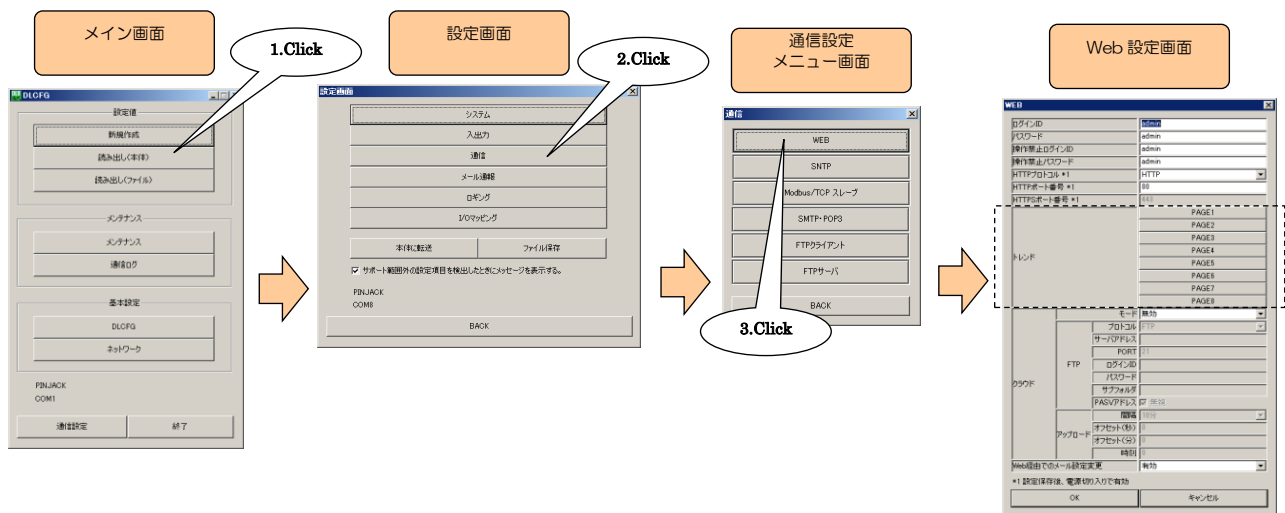 メイン画面
1.Click
DLCFG
設定値
新規作成
読み出し(本体)
読み出し(ファイル)
メンテナンス
メンテナンス
通信ログ
基本設定
DLCFG
ネットワーク
PINJACK
COM1
通信設定
終了
設定画面
2.Click
設定画面
システム
入出力
通信
メール通報
ロギング
I/Oマッピング
本体に転送
ファイル保存
サポート範囲外の設定項目を検出したときにメッセージを表示する。
PINJACK
COM8
BACK
通信設定
メニュー画面
通信
WEB
SNTP
Modbus/TCP スレーブ
SMTP・POP3
FTPクライアント
FTPサーバ
BACK
3.Click
Web 設定画面
WEB
ログインID admin
パスワード admin
操作禁止ログインID admin
操作禁止パスワード admin
HTTPプロトコル *1 HTTP
HTTPポート番号 *1 80
HTTPSポート番号 *1 443
トレンド
PAGE1
PAGE2
PAGE3
PAGE4
PAGE5
PAGE6
PAGE7
PAGE8
クラウド
モード 無効
FTP
プロトコル FTP
サーバアドレス
PORT 21
ログインID
パスワード
サブフォルダ
PASVアドレス 無視
アップロード
間隔
オフセット(秒) 0
オフセット(分) 0
時刻 0
Web経由でのメール設定変更 有効
*1 設定保存後、電源切り入りで有効
OK
キャンセル